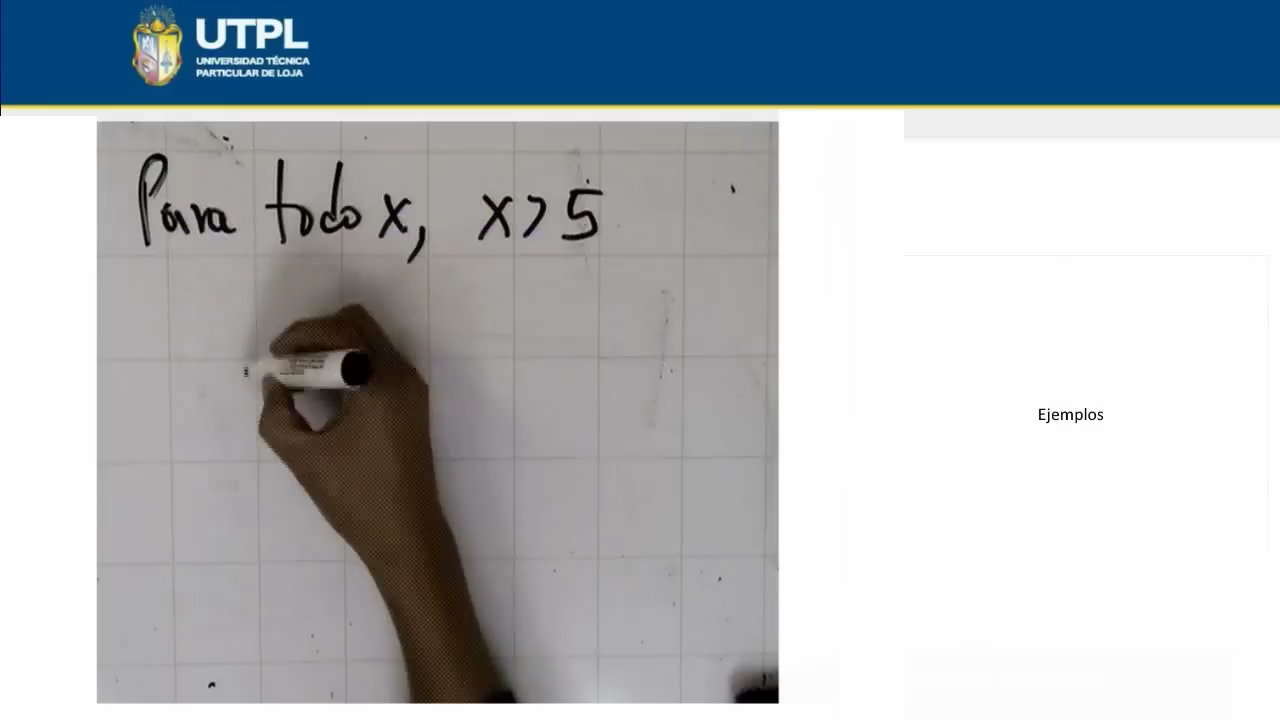 UTPL
UNIVERSIDAD TÉCNICA
PARTICULAR DE LOJA
Para todo x, x > 5
Ejemplos